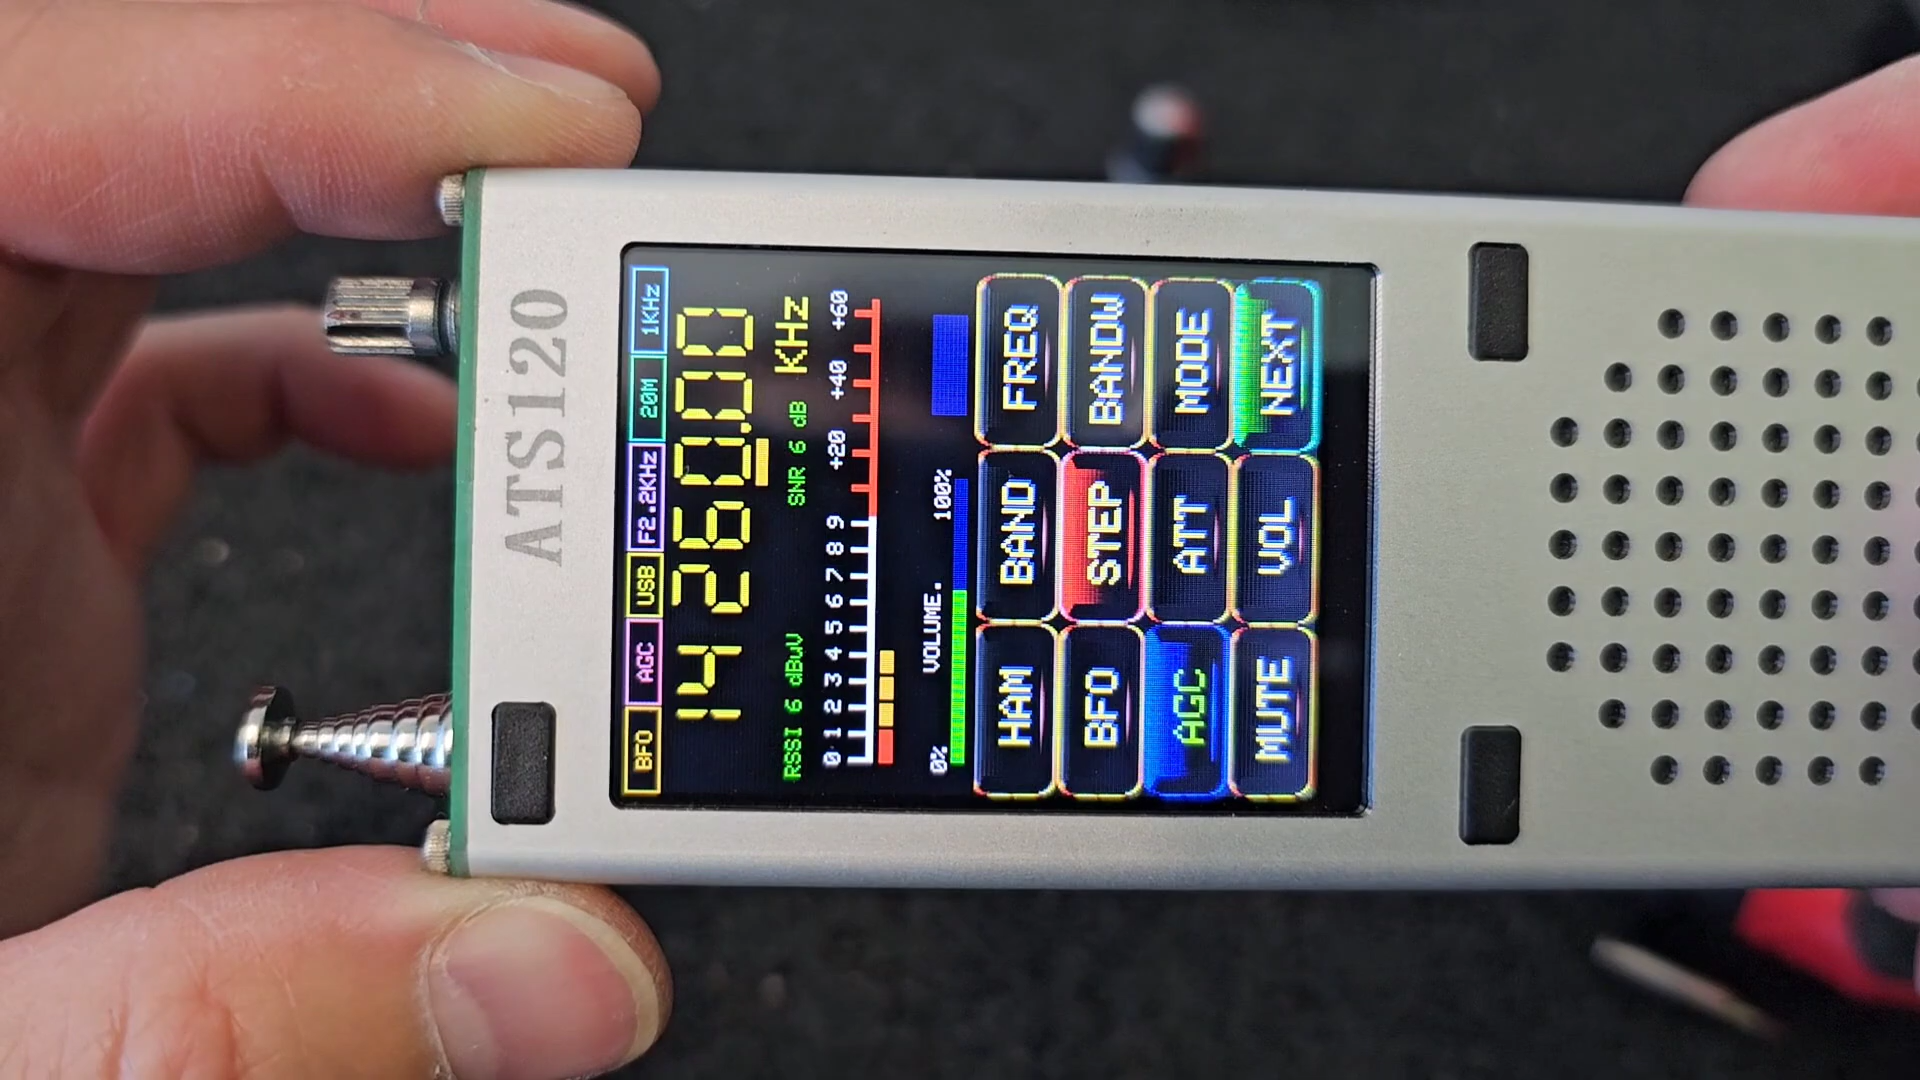 ATS120
BFO AGC USB F2.2KHz 20M 1KHz
14260.00
RSSI 6 dBuV SNR 6 dB KHz
0 1 2 3 4 5 6 7 8 9 +20 +40 +60
0% VOLUME. 100%
HAM BAND FREQ
BFO STEP BANDW
AGC ATT MODE
MUTE VOL NEXT